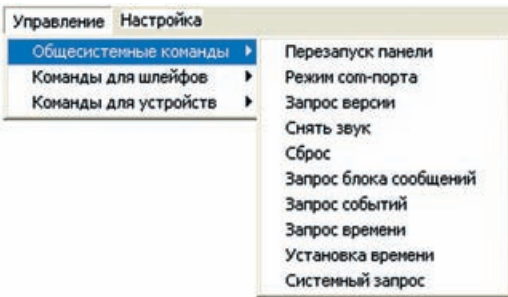 Управление Настройка
Общесистемные команды
Команды для шлейфов
Команды для устройств
Перезапуск панели
Режим com-порта
Запрос версии
Снять звук
Сброс
Запрос блока сообщений
Запрос событий
Запрос времени
Установка времени
Системный запрос